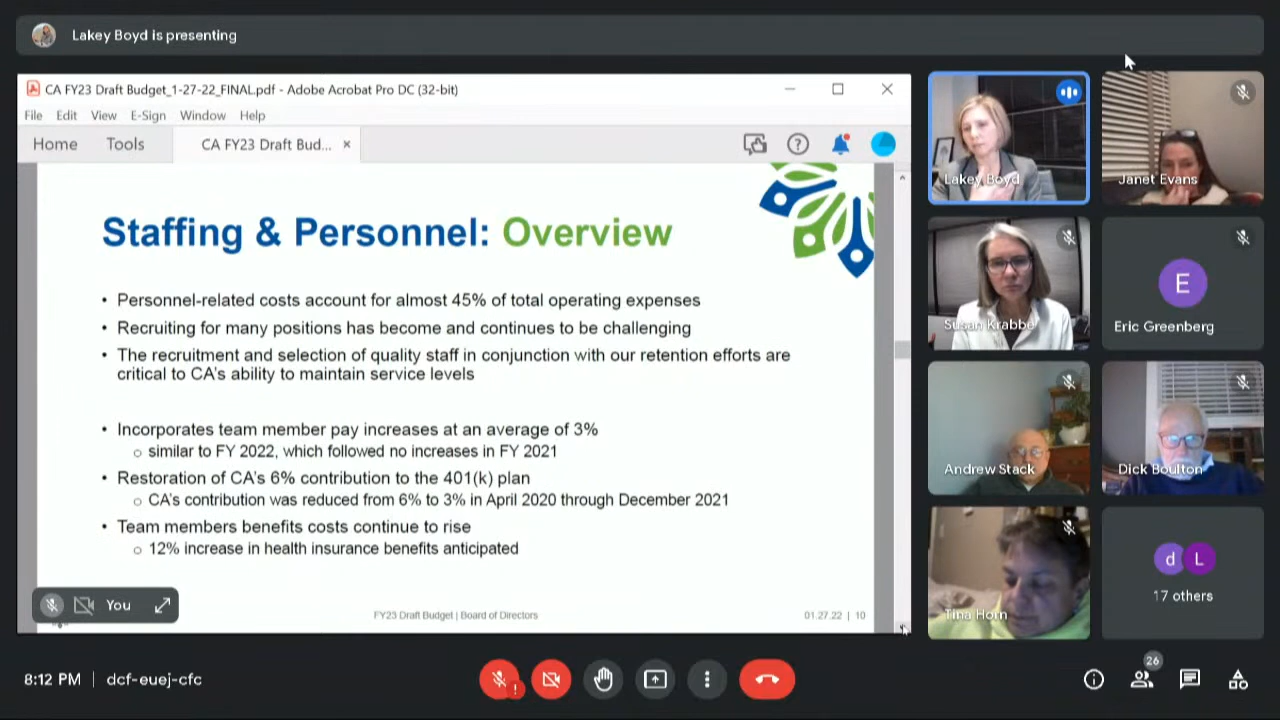 Lakey Boyd is presenting
CA FY23 Draft Budget_1-27-22_FINAL.pdf - Adobe Acrobat Pro DC (32-bit)
File Edit View E-Sign Window Help
Home Tools CA FY23 Draft Bud... ×
Staffing & Personnel: Overview
• Personnel-related costs account for almost 45% of total operating expenses
• Recruiting for many positions has become and continues to be challenging
• The recruitment and selection of quality staff in conjunction with our retention efforts are
critical to CA's ability to maintain service levels
• Incorporates team member pay increases at an average of 3%
○ similar to FY 2022, which followed no increases in FY 2021
• Restoration of CA's 6% contribution to the 401(k) plan
○ CA's contribution was reduced from 6% to 3% in April 2020 through December 2021
• Team members benefits costs continue to rise
○ 12% increase in health insurance benefits anticipated
FY23 Draft Budget | Board of Directors
01.27.22 | 10
You
Lakey Boyd
Janet Evans
Susan Krabbe
E
Eric Greenberg
Andrew Stack
Dick Boulton
Tina Horn
d L
17 others
8:12 PM | dcf-euej-cfc
!
26